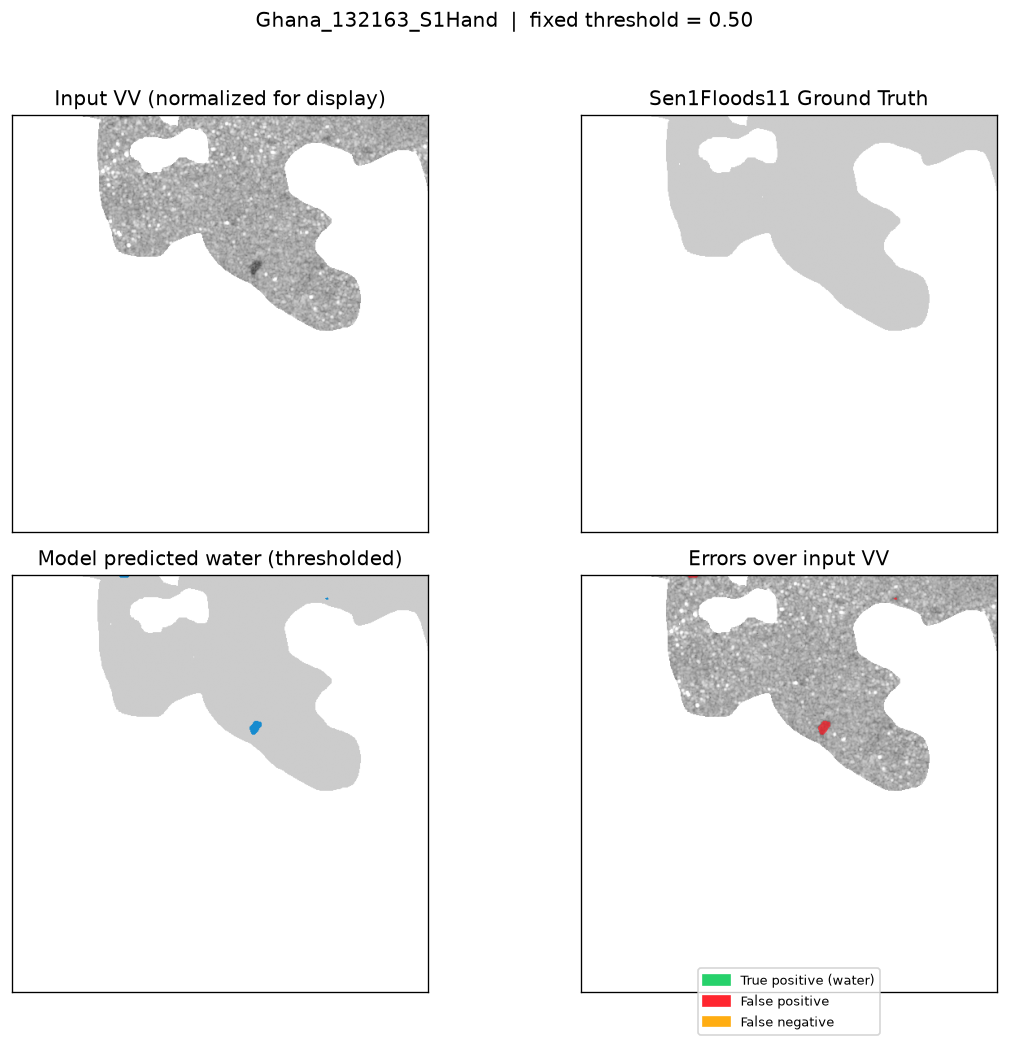 Ghana_132163_S1Hand  |  fixed threshold = 0.50
Input VV (normalized for display)
Sen1Floods11 Ground Truth
Model predicted water (thresholded)
Errors over input VV
True positive (water)
False positive
False negative